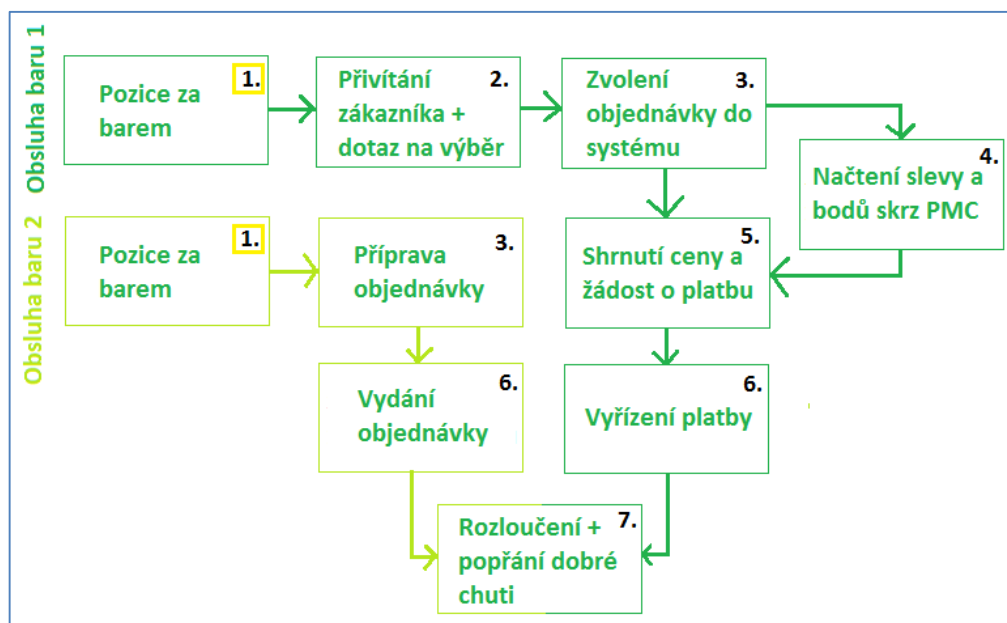 Obsluha baru 1
1.
Pozice za
barem
2.
Přivítání
zákazníka +
dotaz na výběr
3.
Zvolení
objednávky do
systému
4.
Načtení slevy a
bodů skrz PMC
Obsluha baru 2
1.
Pozice za
barem
3.
Příprava
objednávky
5.
Shrnutí ceny a
žádost o platbu
6.
Vydání
objednávky
6.
Vyřízení platby
7.
Rozloučení +
popřání dobré
chuti